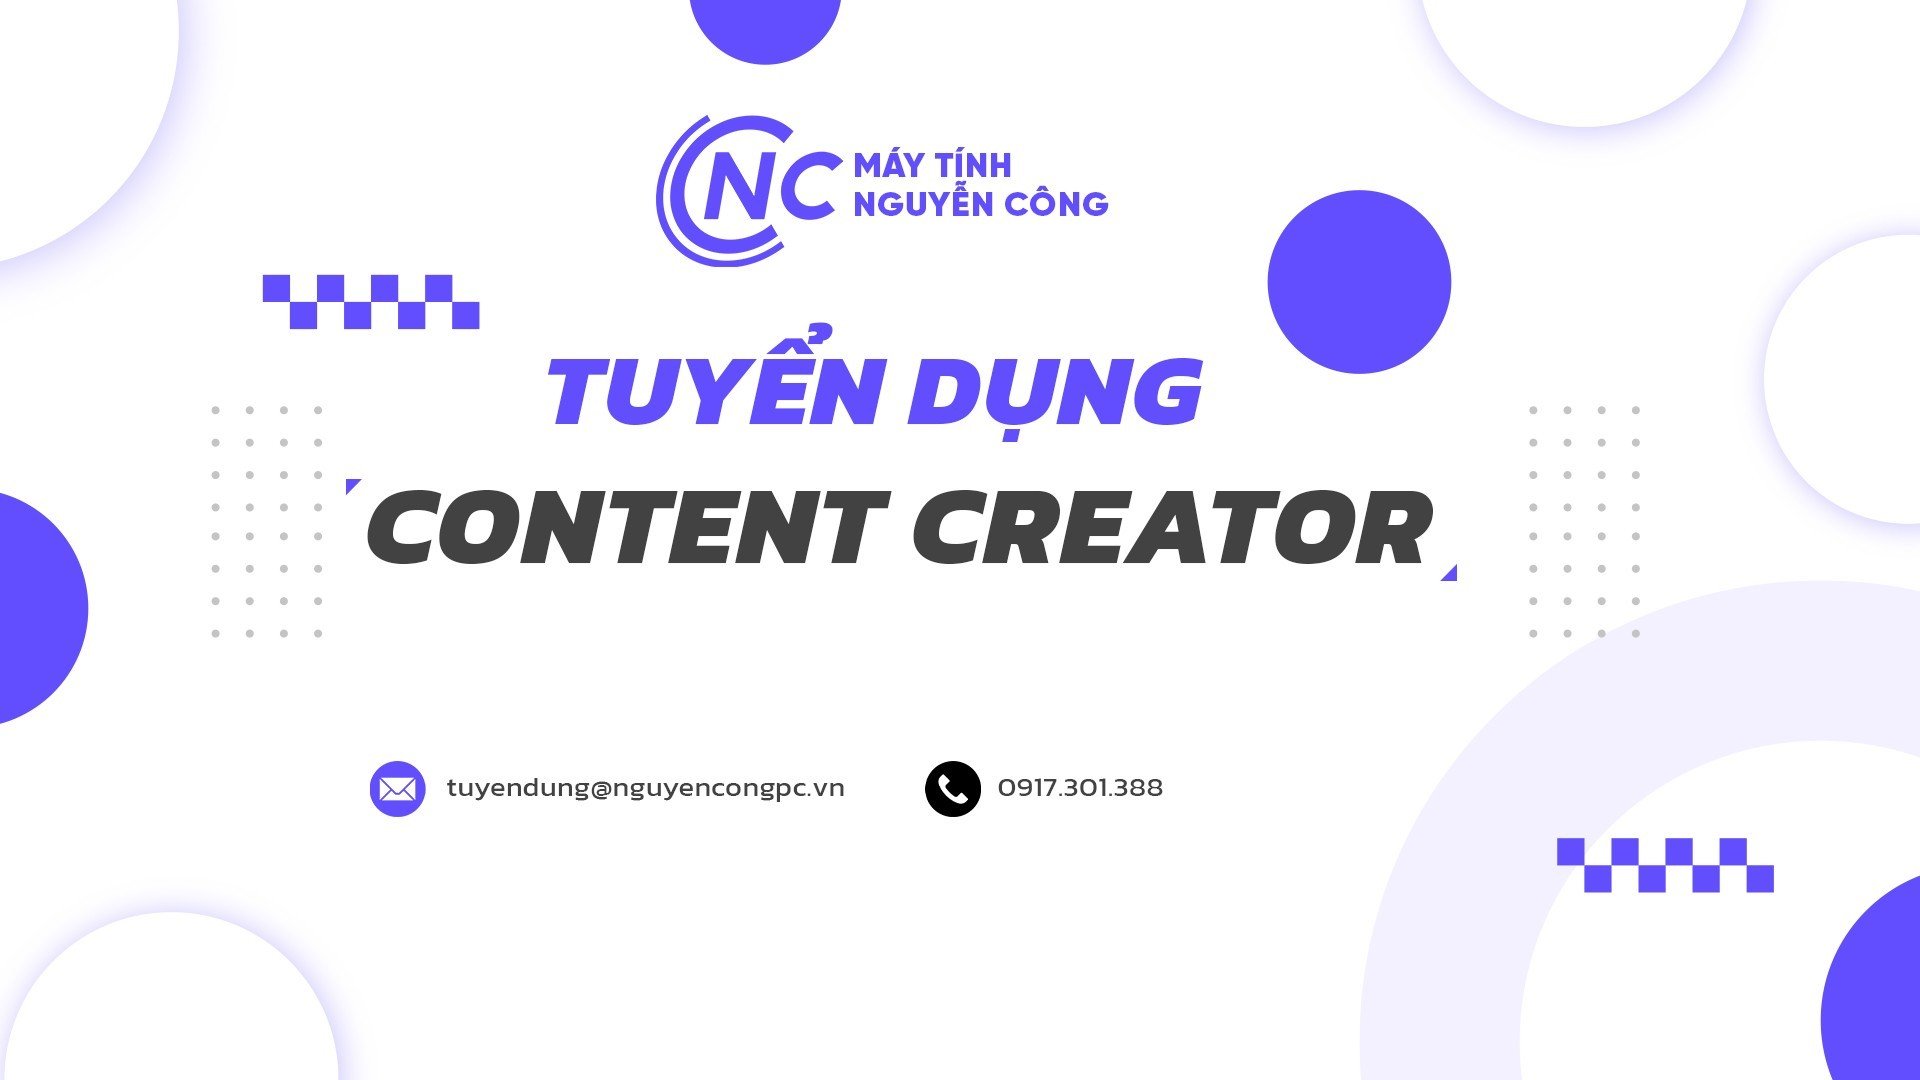 NC MÁY TÍNH
NGUYỄN CÔNG
TUYỂN DỤNG
CONTENT CREATOR
tuyendung@nguyencongpc.vn
0917.301.388